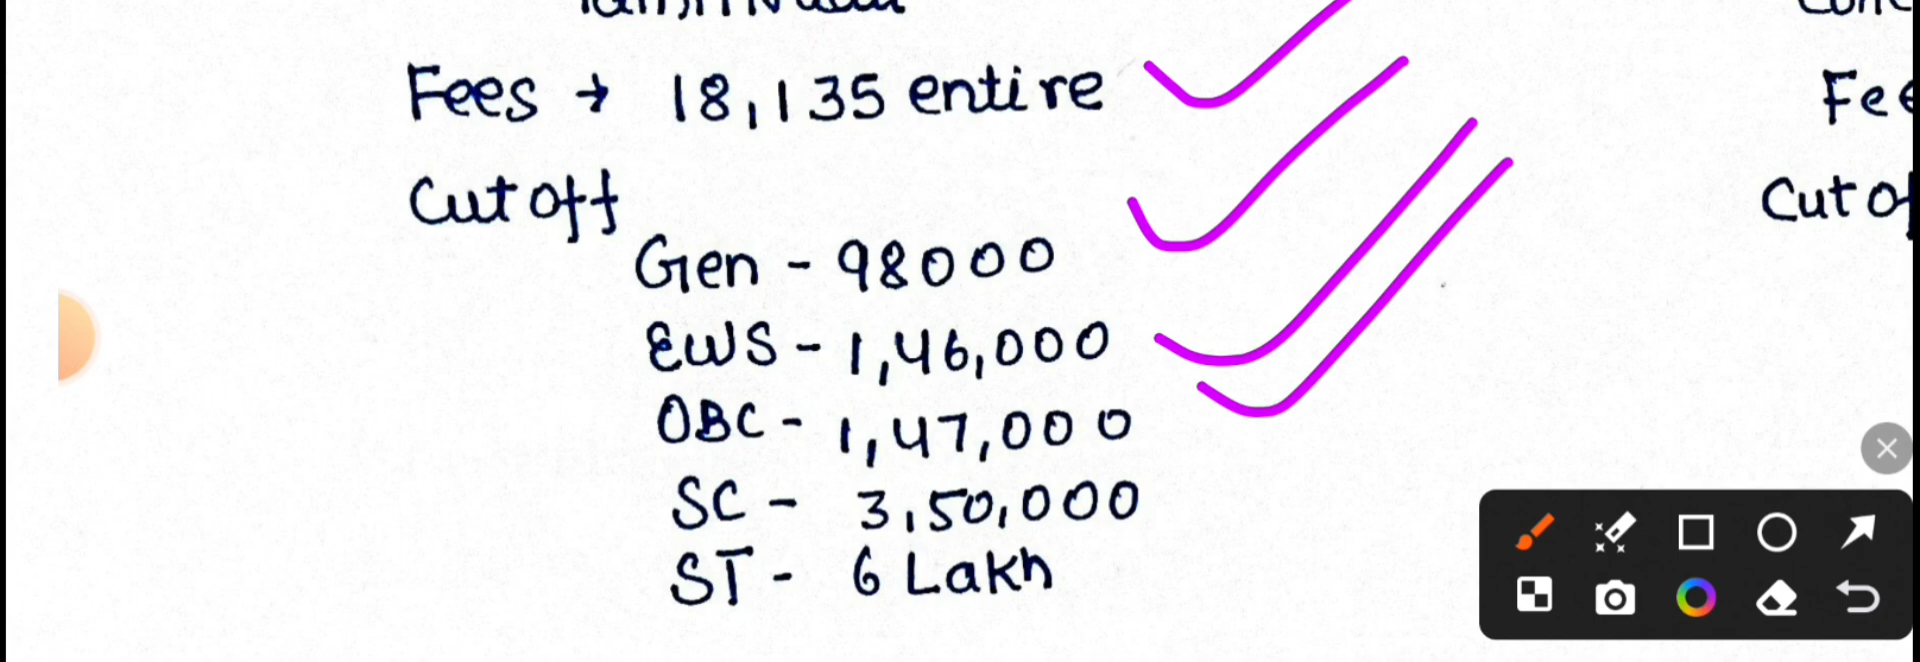 Fees → 18,135 entire
Cutoff
Gen - 98000
EWS - 1,46,000
OBC - 1,47,000
SC - 3,50,000
ST - 6 Lakh